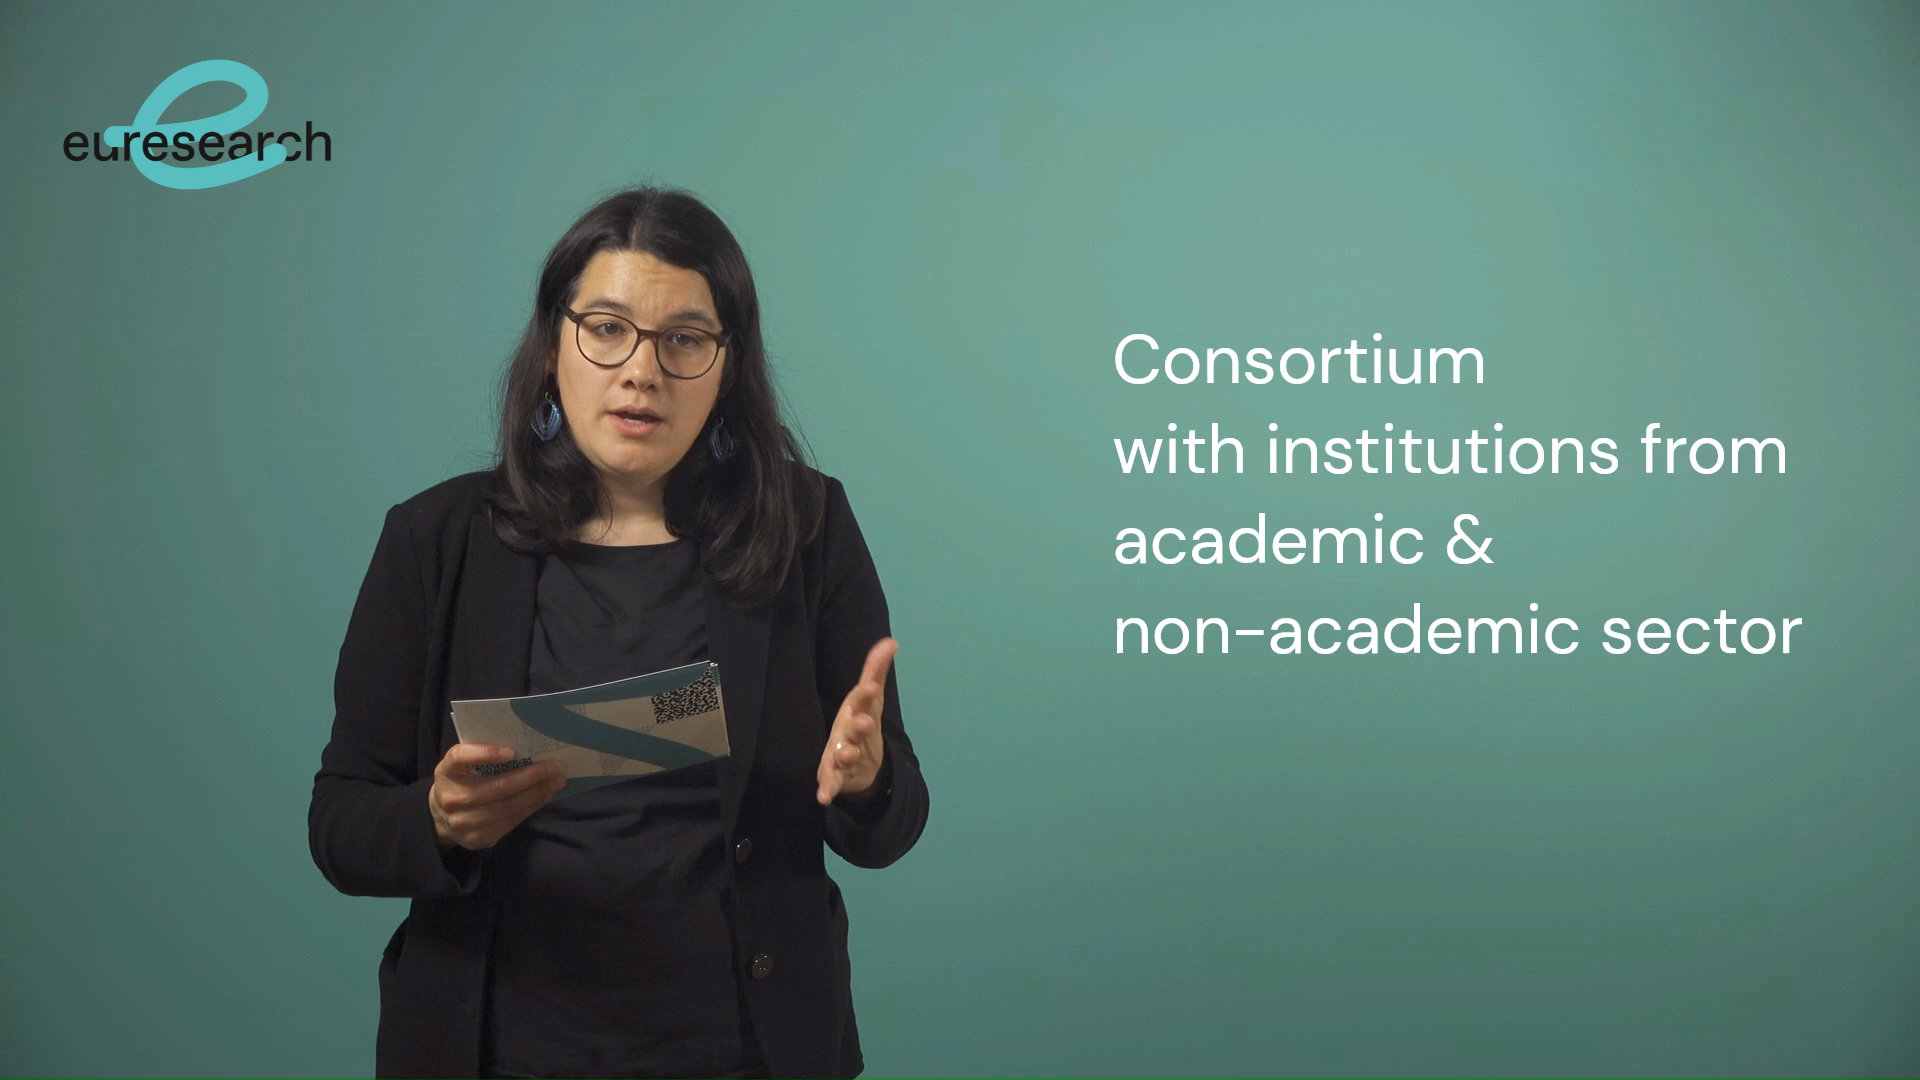 euresearch
Consortium
with institutions from
academic &
non-academic sector